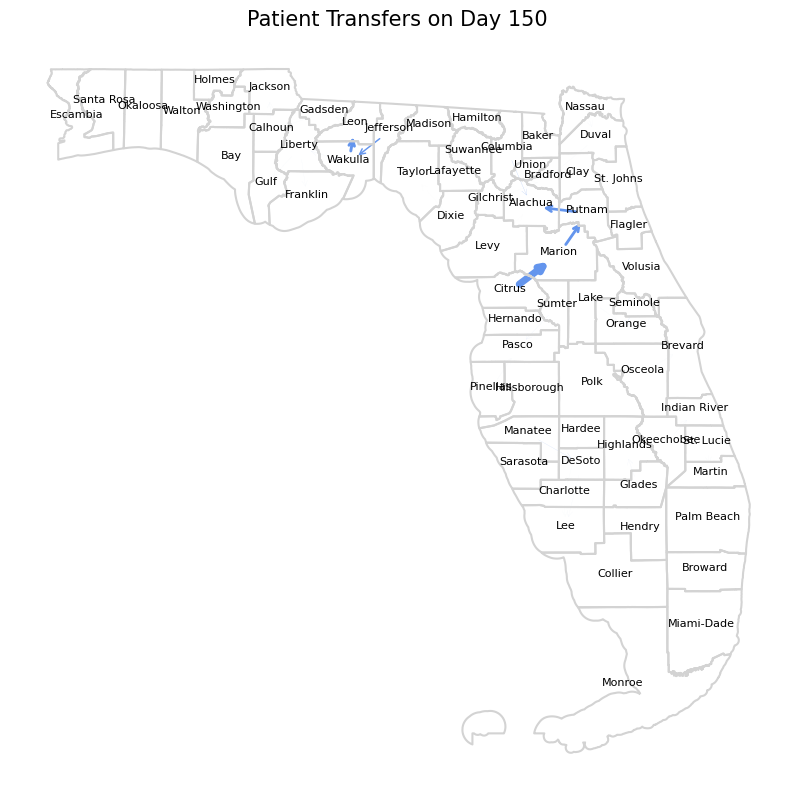 Patient Transfers on Day 150
Holmes
Jackson
Santa Rosa
Okaloosa
Walton
Washington
Escambia
Gadsden
Leon
Jefferson
Madison
Hamilton
Nassau
Calhoun
Liberty
Bay
Wakulla
Gulf
Franklin
Suwannee
Columbia
Baker
Duval
Taylor
Lafayette
Union
Bradford
Clay
St. Johns
Gilchrist
Alachua
Putnam
Dixie
Flagler
Levy
Marion
Volusia
Citrus
Sumter
Lake
Seminole
Hernando
Orange
Pasco
Brevard
Osceola
Pinellas
Hillsborough
Polk
Indian River
Manatee
Hardee
Highlands
Okeechobee
St. Lucie
Sarasota
DeSoto
Martin
Charlotte
Glades
Lee
Hendry
Palm Beach
Collier
Broward
Miami-Dade
Monroe